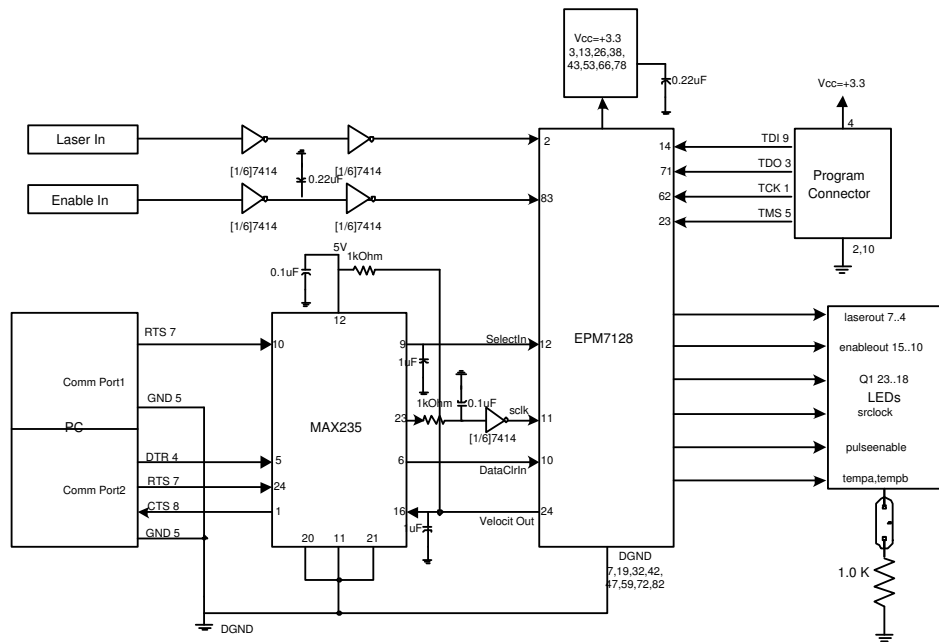 Vcc=+3.3
3,13,26,38,
43,53,66,78
0.22uF
Vcc=+3.3
4
Laser In
[1/6]7414
[1/6]7414
2
14
TDI 9
0.22uF
71
TDO 3
Program
Connector
Enable In
83
62
TCK 1
[1/6]7414
[1/6]7414
23
TMS 5
2,10
5V
1kOhm
0.1uF
12
laserout 7..4
RTS 7
10
9
SelectIn
12
EPM7128
enableout 15..10
1uF
Comm Port1
Q1 23..18
GND 5
1kOhm
0.1uF
LEDs
sclk
srclock
PC
MAX235
23
11
[1/6]7414
pulseenable
DTR 4
5
6
DataClrIn
10
Comm Port2
RTS 7
24
tempa,tempb
CTS 8
1
16
Velocit Out
24
1uF
GND 5
20
11
21
DGND
7,19,32,42,
47,59,72,82
1.0 K
DGND